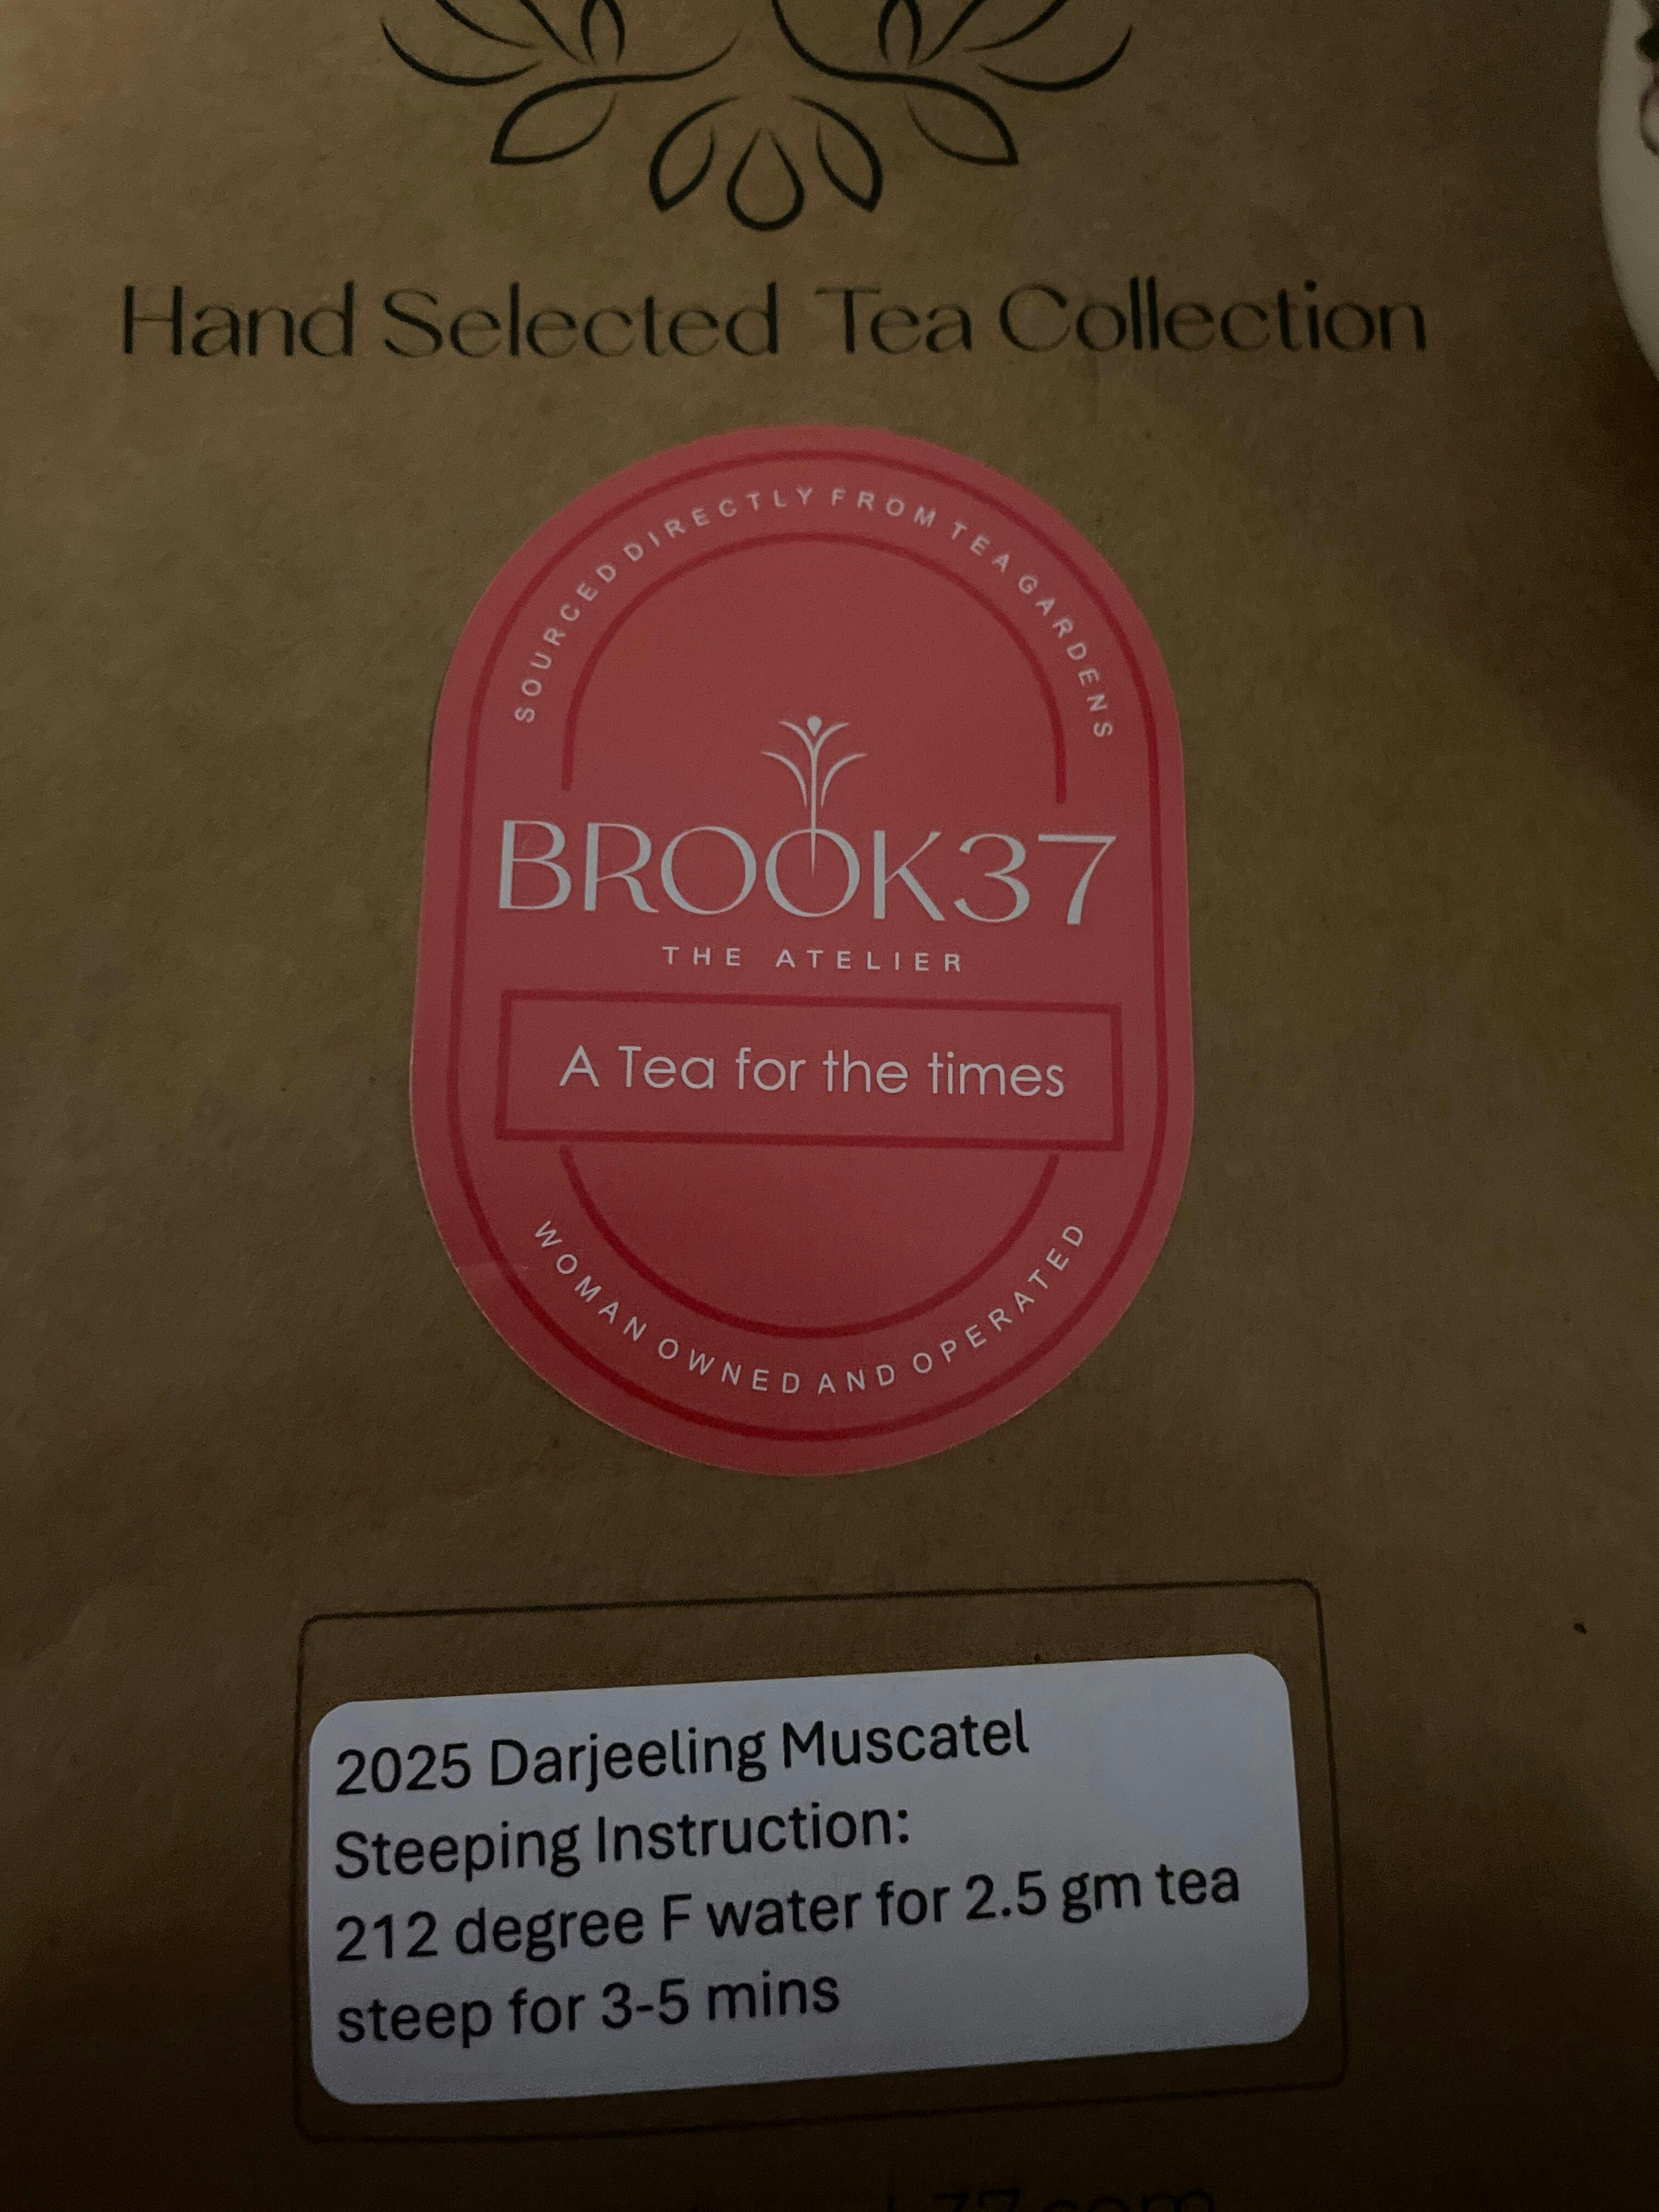 Hand Selected Tea Collection
SOURCED DIRECTLY FROM TEA GARDENS
BROOK37
THE ATELIER
A Tea for the times
WOMAN OWNED AND OPERATED
2025 Darjeeling Muscatel
Steeping Instruction:
212 degree F water for 2.5 gm tea
steep for 3-5 mins